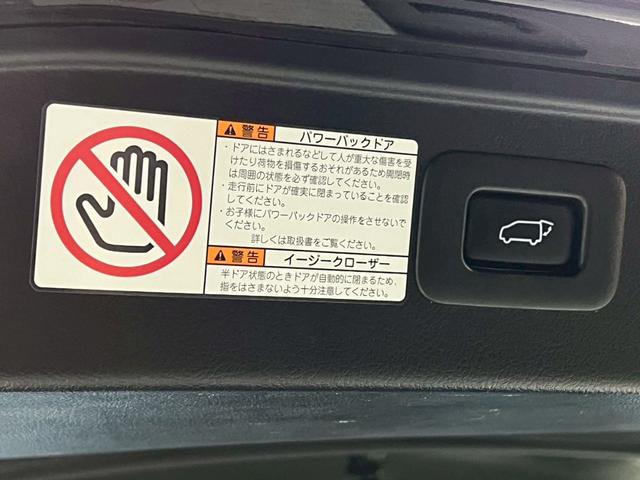 警告 パワーバックドア
・ドアにはさまれるなどして人が重大な傷害を受
けたり荷物を損傷するおそれがあるため開閉時
は周囲の状態を必ず確認してください。
・走行前にドアが確実に閉まっていることを確認
してください。
・お子様にパワーバックドアの操作をさせないで
ください。
詳しくは取扱書をご覧ください。
警告 イージークローザー
半ドア状態のときドアが自動的に閉まるため、
指をはさまないよう十分注意してください。